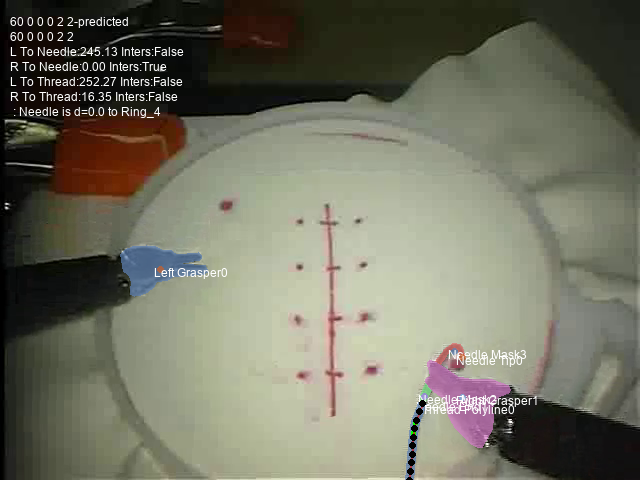 60 0 0 0 2 2-predicted
60 0 0 0 2 2
L To Needle:245.13 Inters:False
R To Needle:0.00 Inters:True
L To Thread:252.27 Inters:False
R To Thread:16.35 Inters:False
: Needle is d=0.0 to Ring_4
Left Grasper0
Needle Mask3
Needle Tip0
Thread Polyline0